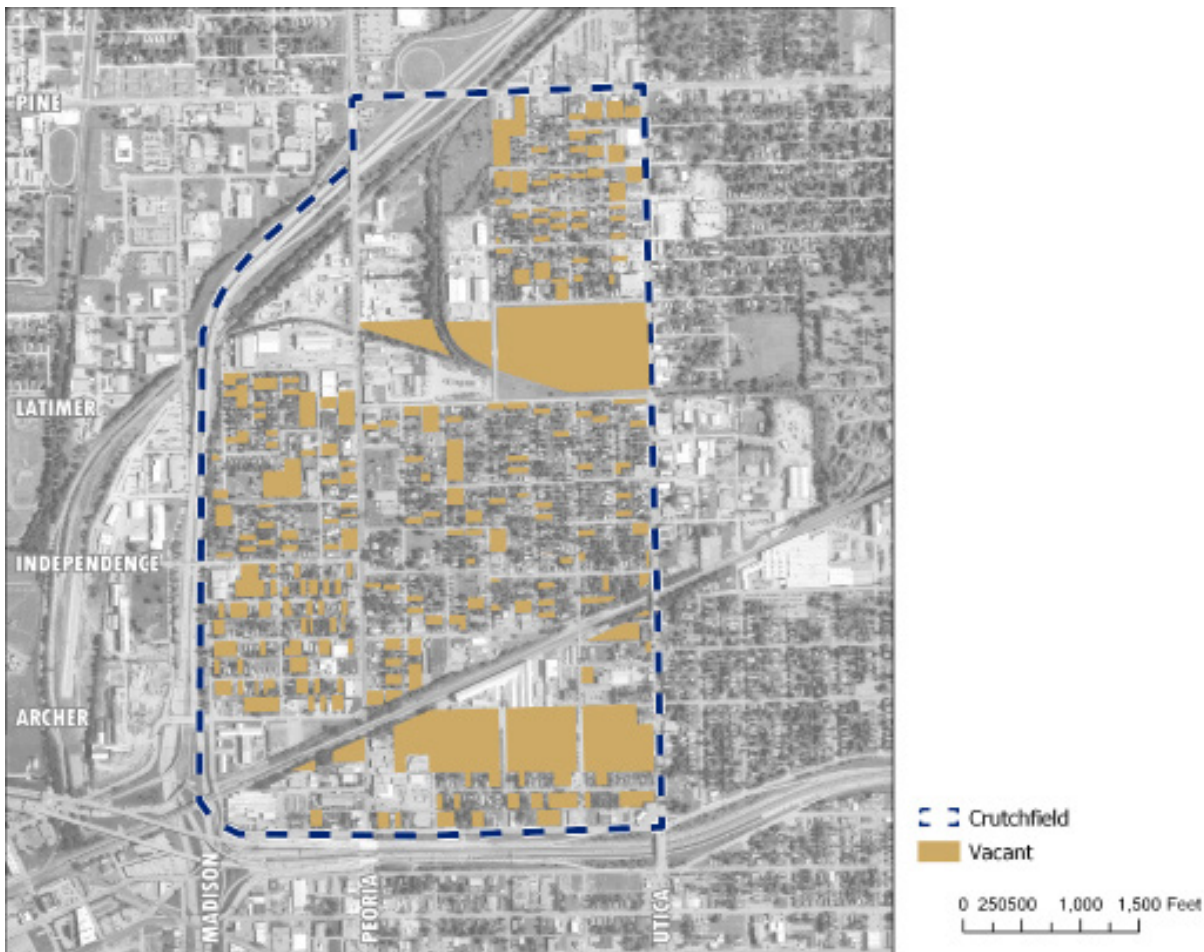 PINE
LATIMER
INDEPENDENCE
ARCHER
MADISON
PEORIA
UTICA
Crutchfield
Vacant
0 250500 1,000 1,500 Feet